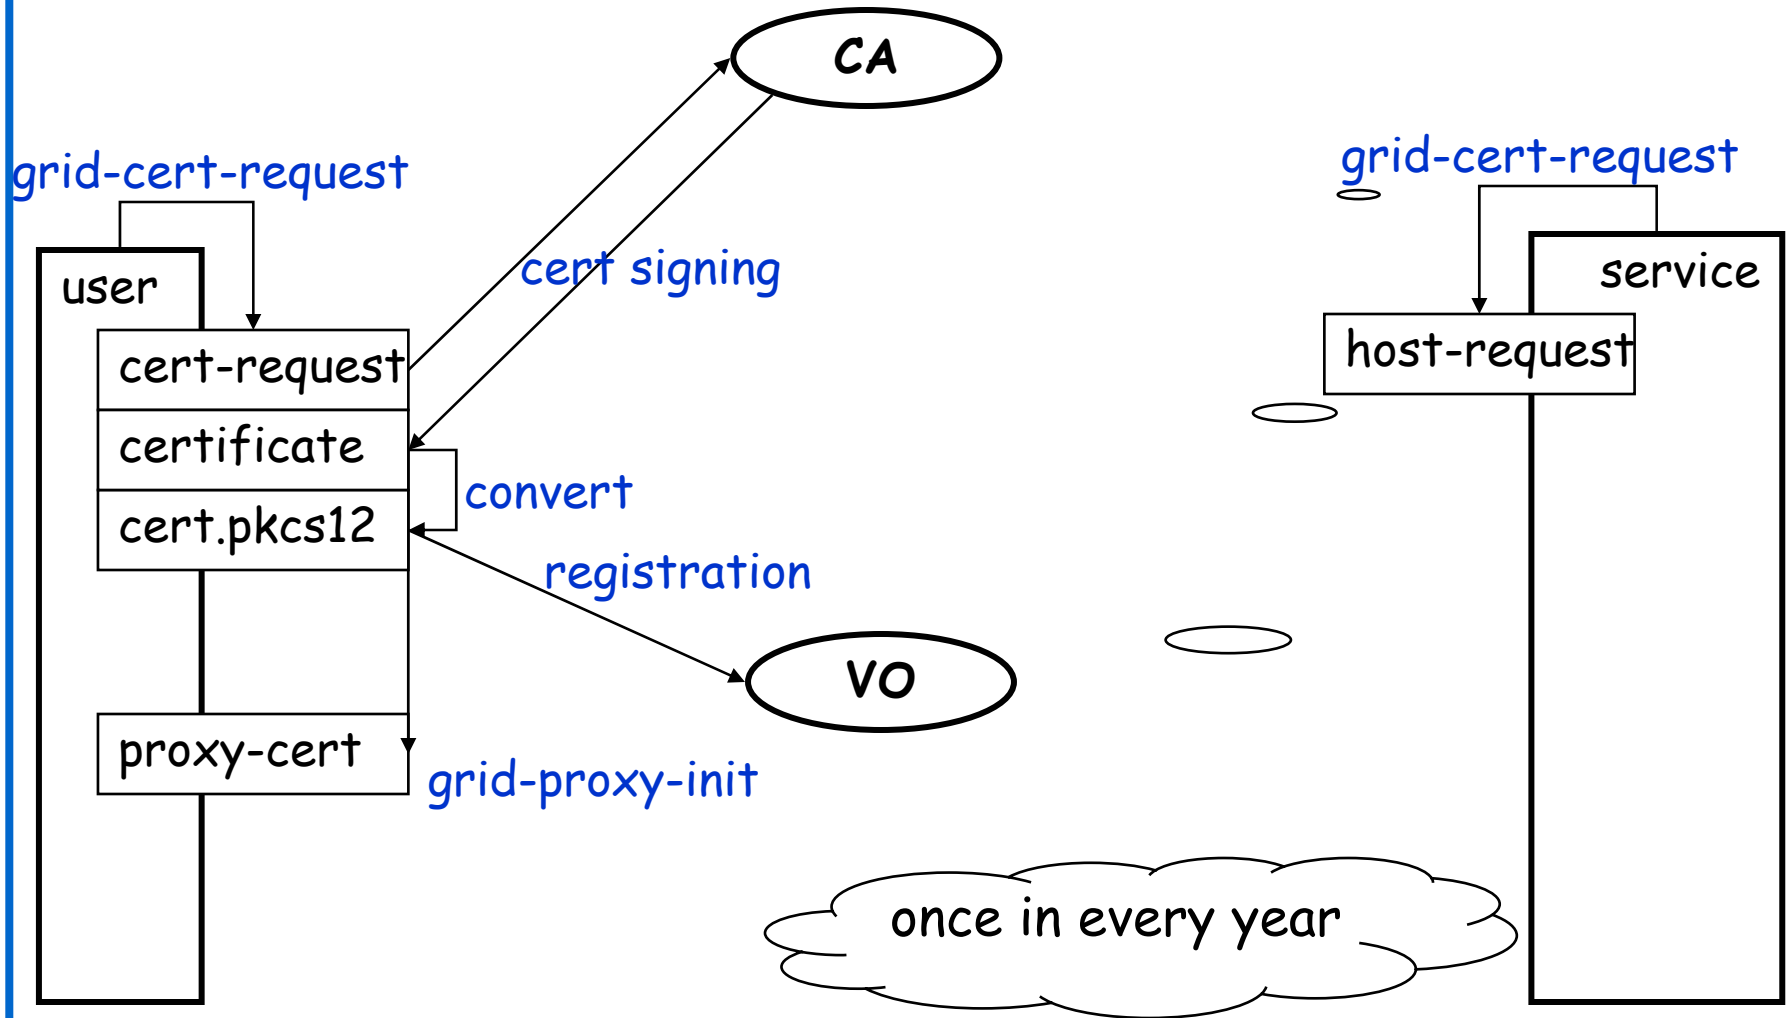 CA
grid-cert-request
grid-cert-request
cert signing
user
service
cert-request
host-request
certificate
convert
cert.pkcs12
registration
VO
proxy-cert
grid-proxy-init
once in every year